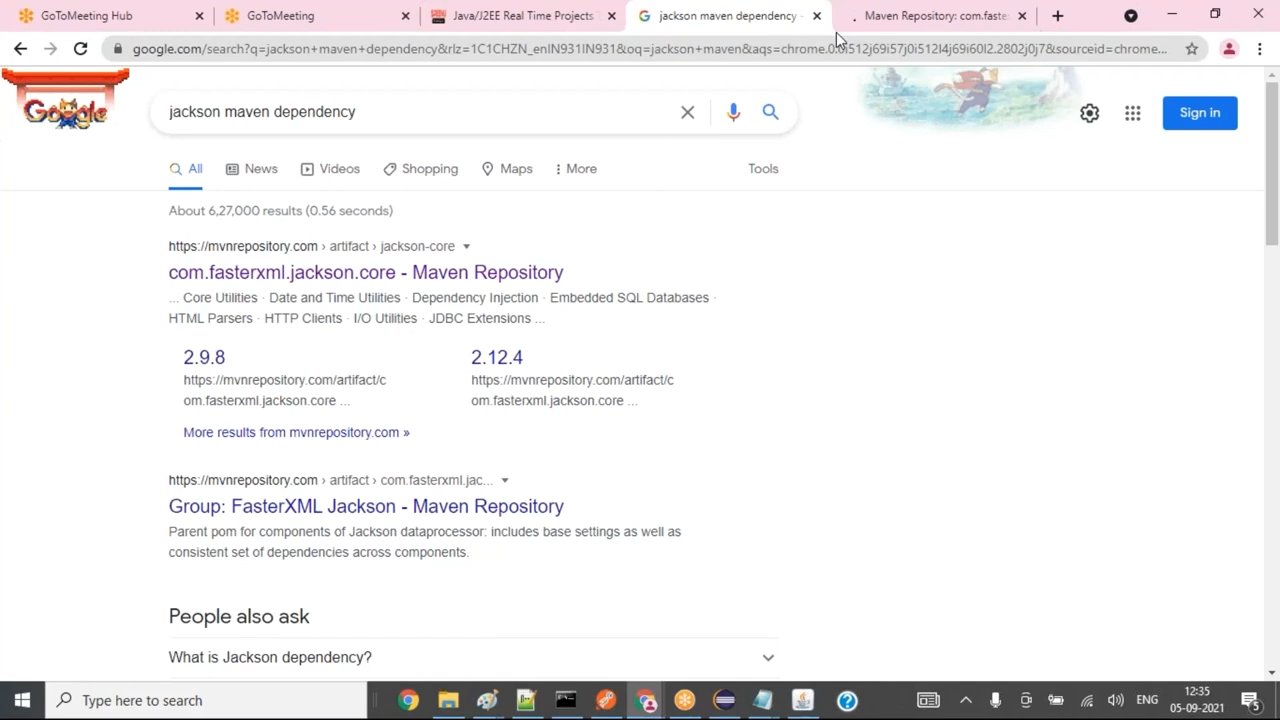 GoToMeeting Hub
GoToMeeting
Java/J2EE Real Time Projects T
jackson maven dependency -
Maven Repository: com.faste
google.com/search?q=jackson+maven+dependency&rlz=1C1CHZN_enIN931IN931&oq=jackson+maven&aqs=chrome.0.0i512j69i57j0i512l4j69i60l2.2802j0j7&sourceid=chrome...
Google
jackson maven dependency
Sign in
All
News
Videos
Shopping
Maps
More
Tools
About 6,27,000 results (0.56 seconds)
https://mvnrepository.com › artifact › jackson-core
com.fasterxml.jackson.core - Maven Repository
... Core Utilities · Date and Time Utilities · Dependency Injection · Embedded SQL Databases ·
HTML Parsers · HTTP Clients · I/O Utilities · JDBC Extensions ...
2.9.8
https://mvnrepository.com/artifact/c
om.fasterxml.jackson.core ...
2.12.4
https://mvnrepository.com/artifact/c
om.fasterxml.jackson.core ...
More results from mvnrepository.com »
https://mvnrepository.com › artifact › com.fasterxml.jac...
Group: FasterXML Jackson - Maven Repository
Parent pom for components of Jackson dataprocessor: includes base settings as well as
consistent set of dependencies across components.
People also ask
What is Jackson dependency?
Type here to search
ENG
12:35
05-09-2021
5